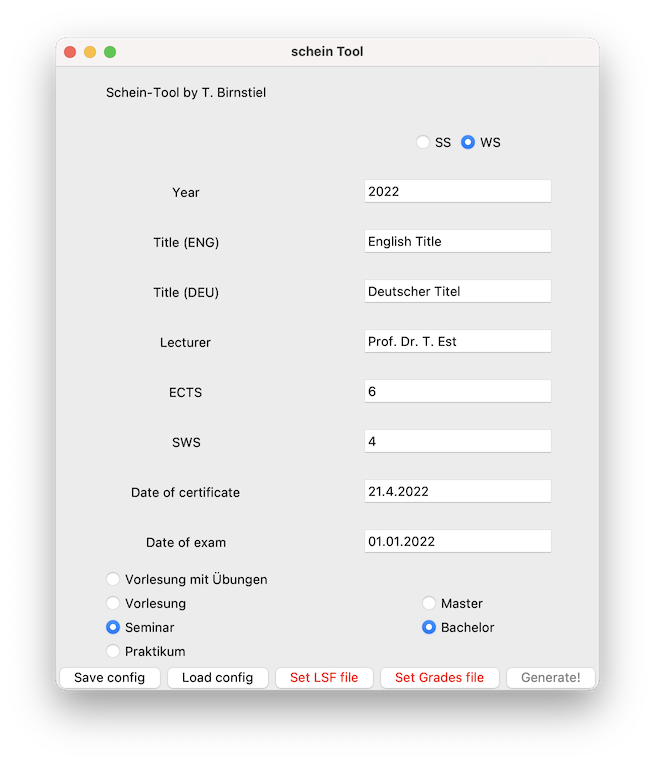 schein Tool
Schein-Tool by T. Birnstiel
SS WS
Year 2022
Title (ENG) English Title
Title (DEU) Deutscher Titel
Lecturer Prof. Dr. T. Est
ECTS 6
SWS 4
Date of certificate 21.4.2022
Date of exam 01.01.2022
Vorlesung mit Übungen
Vorlesung Master
Seminar Bachelor
Praktikum
Save config Load config Set LSF file Set Grades file Generate!